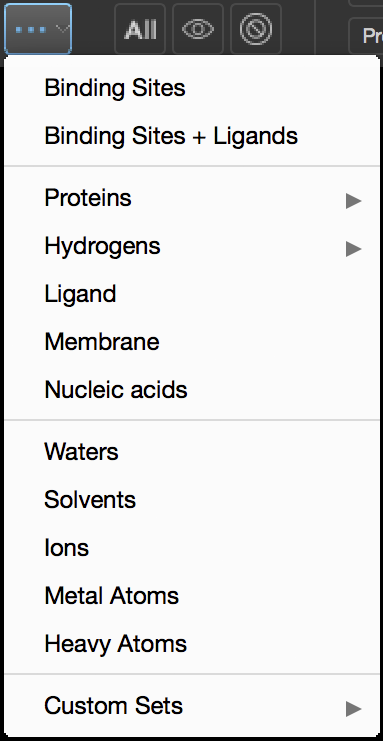 All
Pr
Binding Sites
Binding Sites + Ligands
Proteins
Hydrogens
Ligand
Membrane
Nucleic acids
Waters
Solvents
Ions
Metal Atoms
Heavy Atoms
Custom Sets